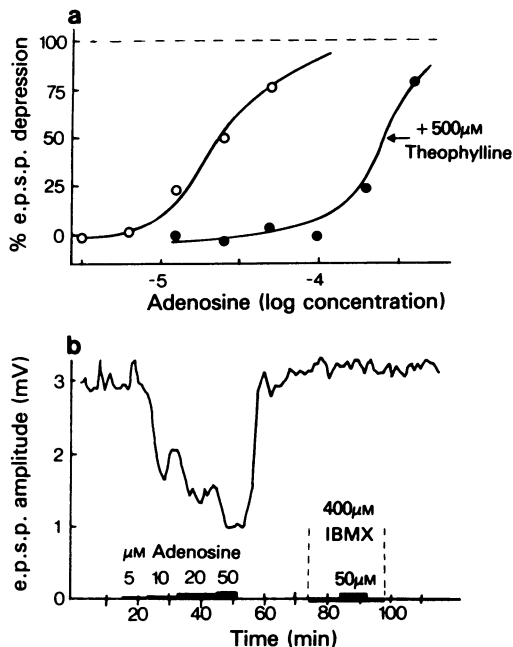 a
100
75
50
25
0
% e.p.s.p. depression
+ 500μM
Theophylline
-5
-4
Adenosine (log concentration)
b
3
2
1
0
e.p.s.p. amplitude (mV)
μM Adenosine
5 10 20 50
400μM
IBMX
50μM
20 40 60 80 100
Time (min)